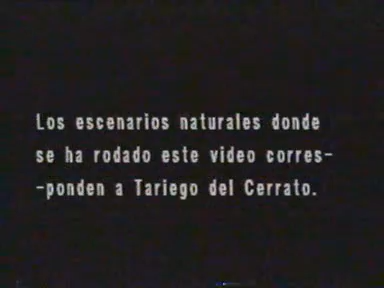 Los escenarios naturales donde
se ha rodado este video corres-
-ponden a Tariego del Cerrato.